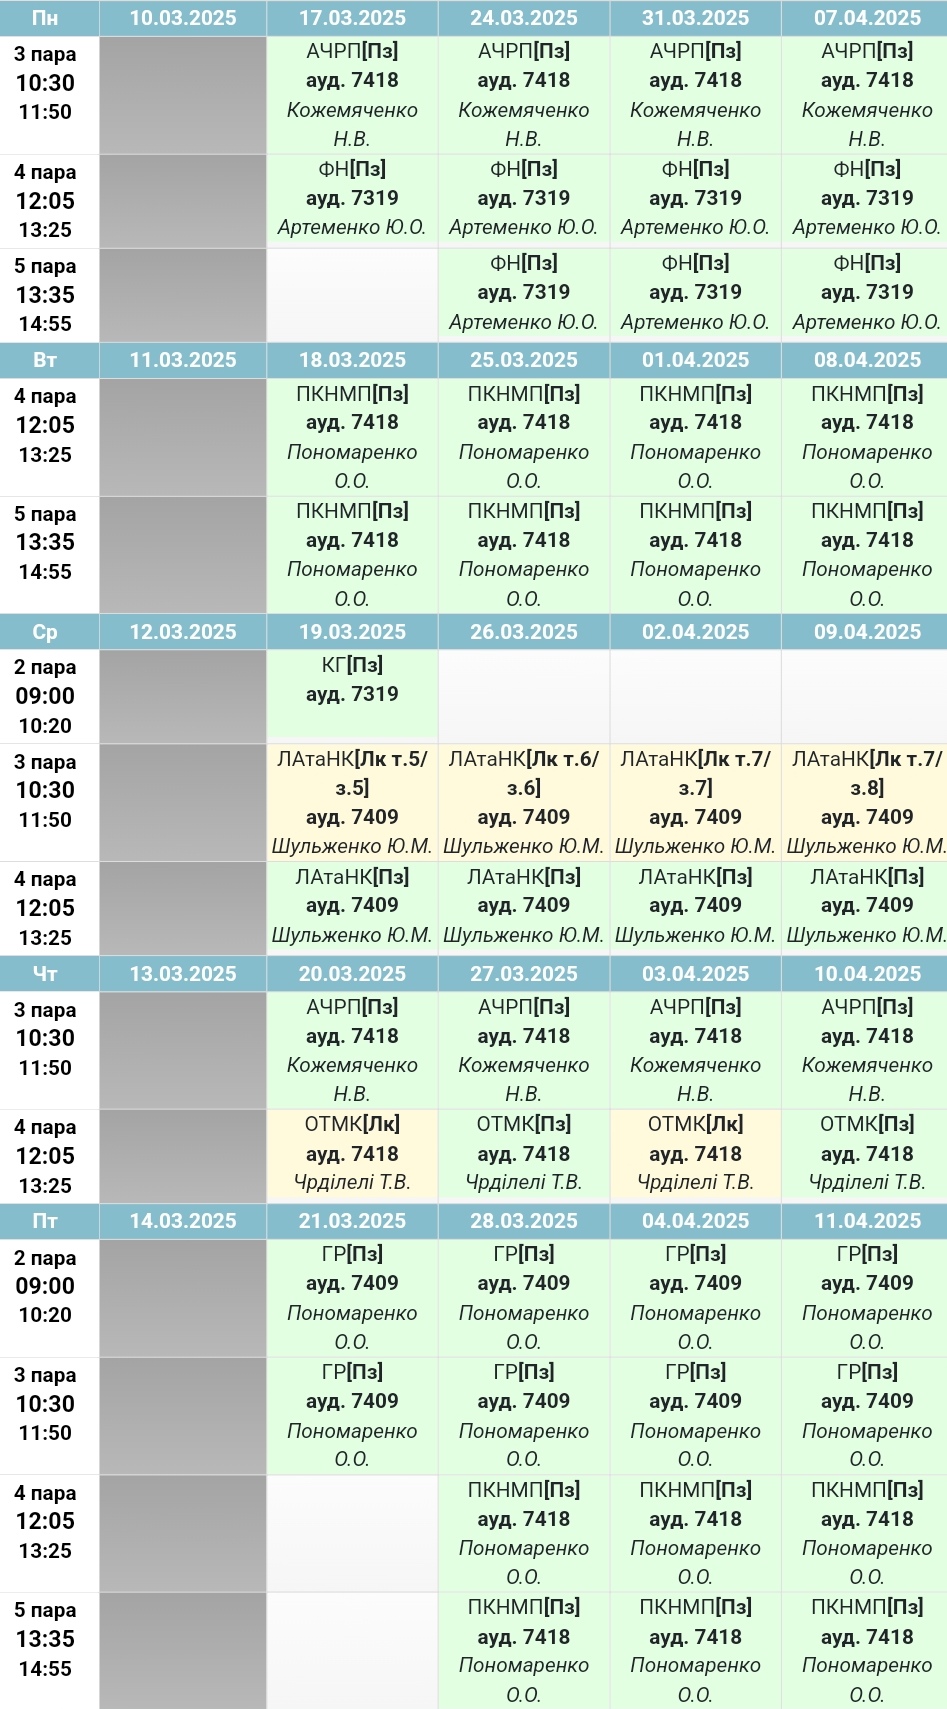 Пн 10.03.2025 17.03.2025 24.03.2025 31.03.2025 07.04.2025
3 пара АЧРП[Пз] АЧРП[Пз] АЧРП[Пз] АЧРП[Пз]
10:30 ауд. 7418 ауд. 7418 ауд. 7418 ауд. 7418
11:50 Кожемяченко Кожемяченко Кожемяченко Кожемяченко
Н.В. Н.В. Н.В. Н.В.
4 пара ФН[Пз] ФН[Пз] ФН[Пз] ФН[Пз]
12:05 ауд. 7319 ауд. 7319 ауд. 7319 ауд. 7319
13:25 Артеменко Ю.О. Артеменко Ю.О. Артеменко Ю.О. Артеменко Ю.О.
5 пара ФН[Пз] ФН[Пз] ФН[Пз]
13:35 ауд. 7319 ауд. 7319 ауд. 7319
14:55 Артеменко Ю.О. Артеменко Ю.О. Артеменко Ю.О.
Вт 11.03.2025 18.03.2025 25.03.2025 01.04.2025 08.04.2025
4 пара ПКНМП[Пз] ПКНМП[Пз] ПКНМП[Пз] ПКНМП[Пз]
12:05 ауд. 7418 ауд. 7418 ауд. 7418 ауд. 7418
13:25 Пономаренко Пономаренко Пономаренко Пономаренко
О.О. О.О. О.О. О.О.
5 пара ПКНМП[Пз] ПКНМП[Пз] ПКНМП[Пз] ПКНМП[Пз]
13:35 ауд. 7418 ауд. 7418 ауд. 7418 ауд. 7418
14:55 Пономаренко Пономаренко Пономаренко Пономаренко
О.О. О.О. О.О. О.О.
Ср 12.03.2025 19.03.2025 26.03.2025 02.04.2025 09.04.2025
2 пара КГ[Пз]
09:00 ауд. 7319
10:20
3 пара ЛАтаНК[Лк т.5/ ЛАтаНК[Лк т.6/ ЛАтаНК[Лк т.7/ ЛАтаНК[Лк т.7/
10:30 з.5] з.6] з.7] з.8]
11:50 ауд. 7409 ауд. 7409 ауд. 7409 ауд. 7409
Шульженко Ю.М. Шульженко Ю.М. Шульженко Ю.М. Шульженко Ю.М.
4 пара ЛАтаНК[Пз] ЛАтаНК[Пз] ЛАтаНК[Пз] ЛАтаНК[Пз]
12:05 ауд. 7409 ауд. 7409 ауд. 7409 ауд. 7409
13:25 Шульженко Ю.М. Шульженко Ю.М. Шульженко Ю.М. Шульженко Ю.М.
Чт 13.03.2025 20.03.2025 27.03.2025 03.04.2025 10.04.2025
3 пара АЧРП[Пз] АЧРП[Пз] АЧРП[Пз] АЧРП[Пз]
10:30 ауд. 7418 ауд. 7418 ауд. 7418 ауд. 7418
11:50 Кожемяченко Кожемяченко Кожемяченко Кожемяченко
Н.В. Н.В. Н.В. Н.В.
4 пара ОТМК[Лк] ОТМК[Пз] ОТМК[Лк] ОТМК[Пз]
12:05 ауд. 7418 ауд. 7418 ауд. 7418 ауд. 7418
13:25 Чрділелі Т.В. Чрділелі Т.В. Чрділелі Т.В. Чрділелі Т.В.
Пт 14.03.2025 21.03.2025 28.03.2025 04.04.2025 11.04.2025
2 пара ГР[Пз] ГР[Пз] ГР[Пз] ГР[Пз]
09:00 ауд. 7409 ауд. 7409 ауд. 7409 ауд. 7409
10:20 Пономаренко Пономаренко Пономаренко Пономаренко
О.О. О.О. О.О. О.О.
3 пара ГР[Пз] ГР[Пз] ГР[Пз] ГР[Пз]
10:30 ауд. 7409 ауд. 7409 ауд. 7409 ауд. 7409
11:50 Пономаренко Пономаренко Пономаренко Пономаренко
О.О. О.О. О.О. О.О.
4 пара ПКНМП[Пз] ПКНМП[Пз] ПКНМП[Пз]
12:05 ауд. 7418 ауд. 7418 ауд. 7418
13:25 Пономаренко Пономаренко Пономаренко
О.О. О.О. О.О.
5 пара ПКНМП[Пз] ПКНМП[Пз] ПКНМП[Пз]
13:35 ауд. 7418 ауд. 7418 ауд. 7418
14:55 Пономаренко Пономаренко Пономаренко
О.О. О.О. О.О.